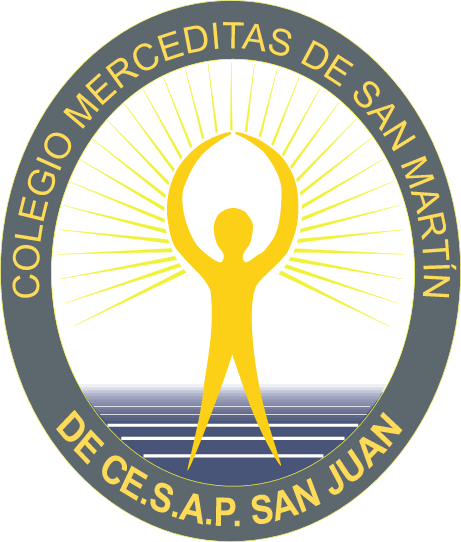 COLEGIO MERCEDITAS DE SAN MARTÍN
DE CE.S.A.P. SAN JUAN